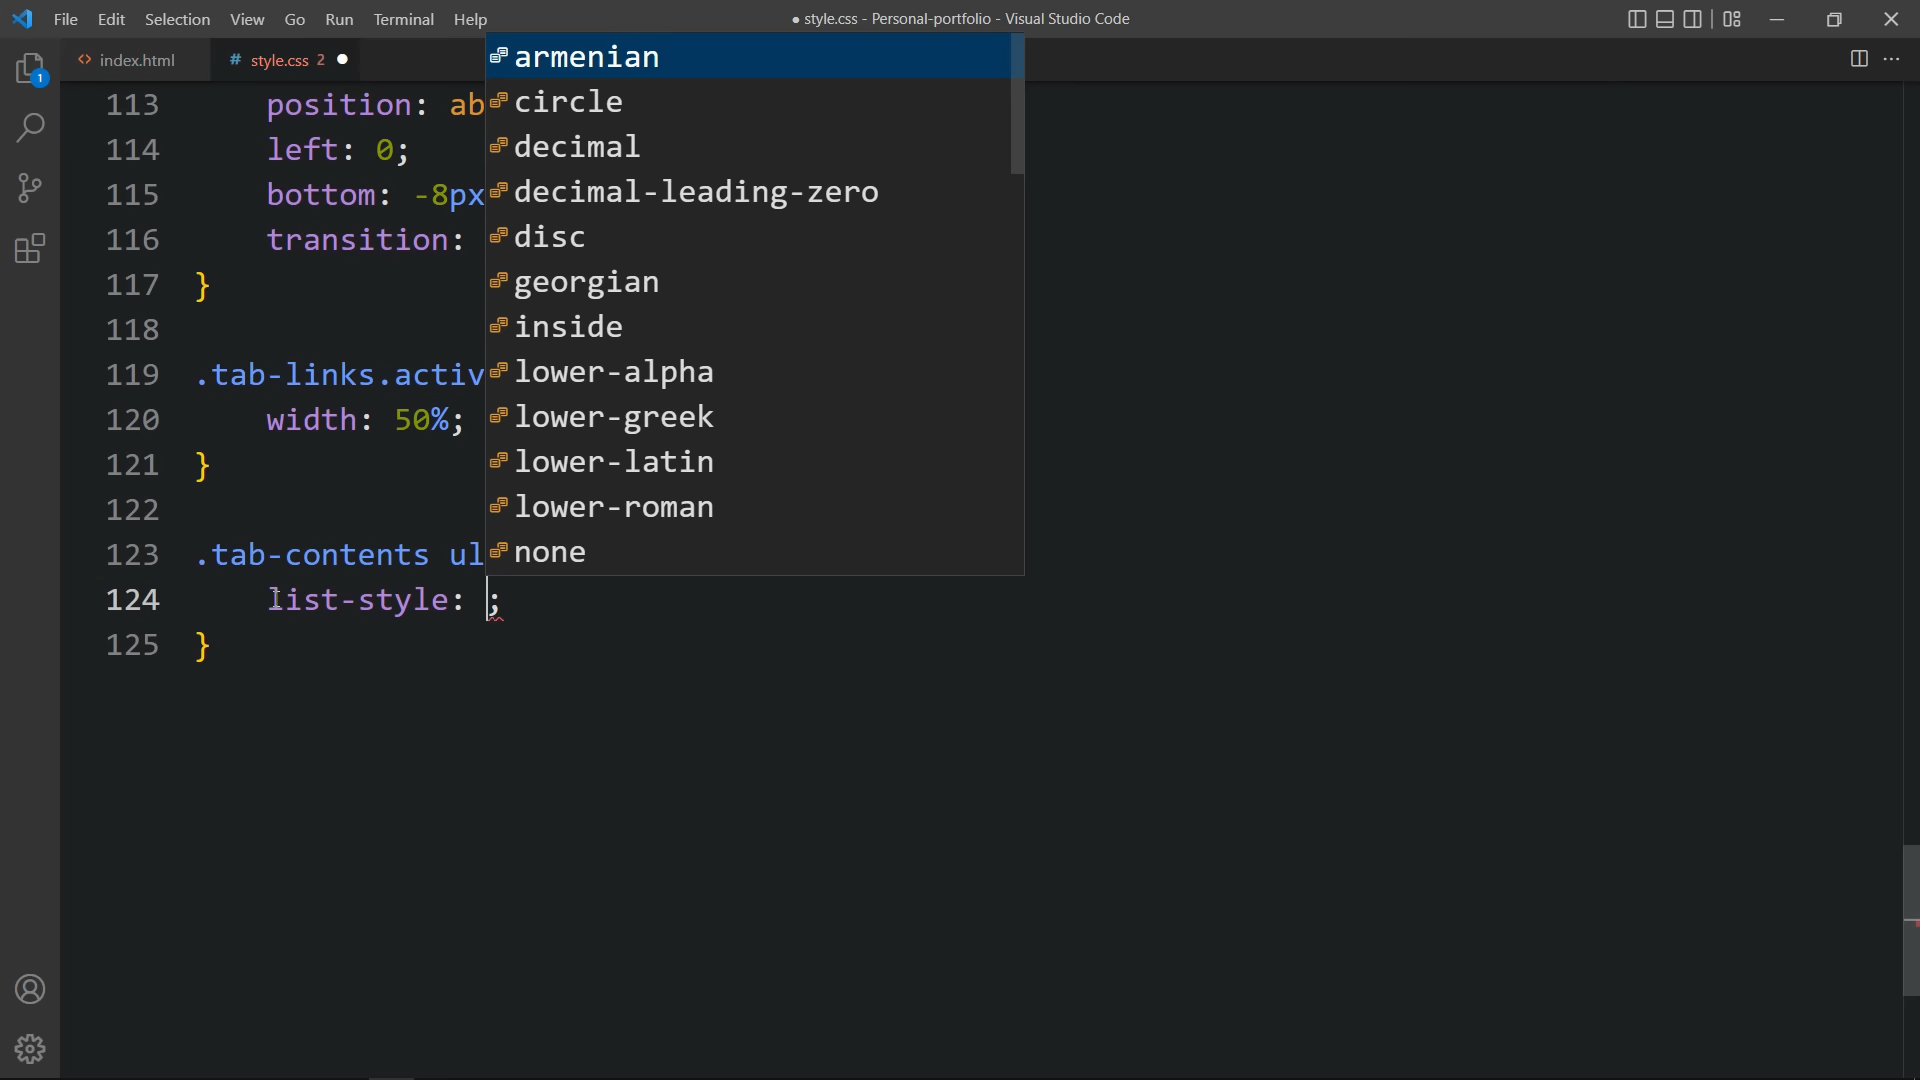 File Edit Selection View Go Run Terminal Help
● style.css - Personal-portfolio - Visual Studio Code
1
<> index.html
# style.css 2 ●
113 position: ab
114 left: 0;
115 bottom: -8px
116 transition:
117 }
118
119 .tab-links.activ
120 width: 50%;
121 }
122
123 .tab-contents ul
124 list-style: ;
125 }
armenian
circle
decimal
decimal-leading-zero
disc
georgian
inside
lower-alpha
lower-greek
lower-latin
lower-roman
none